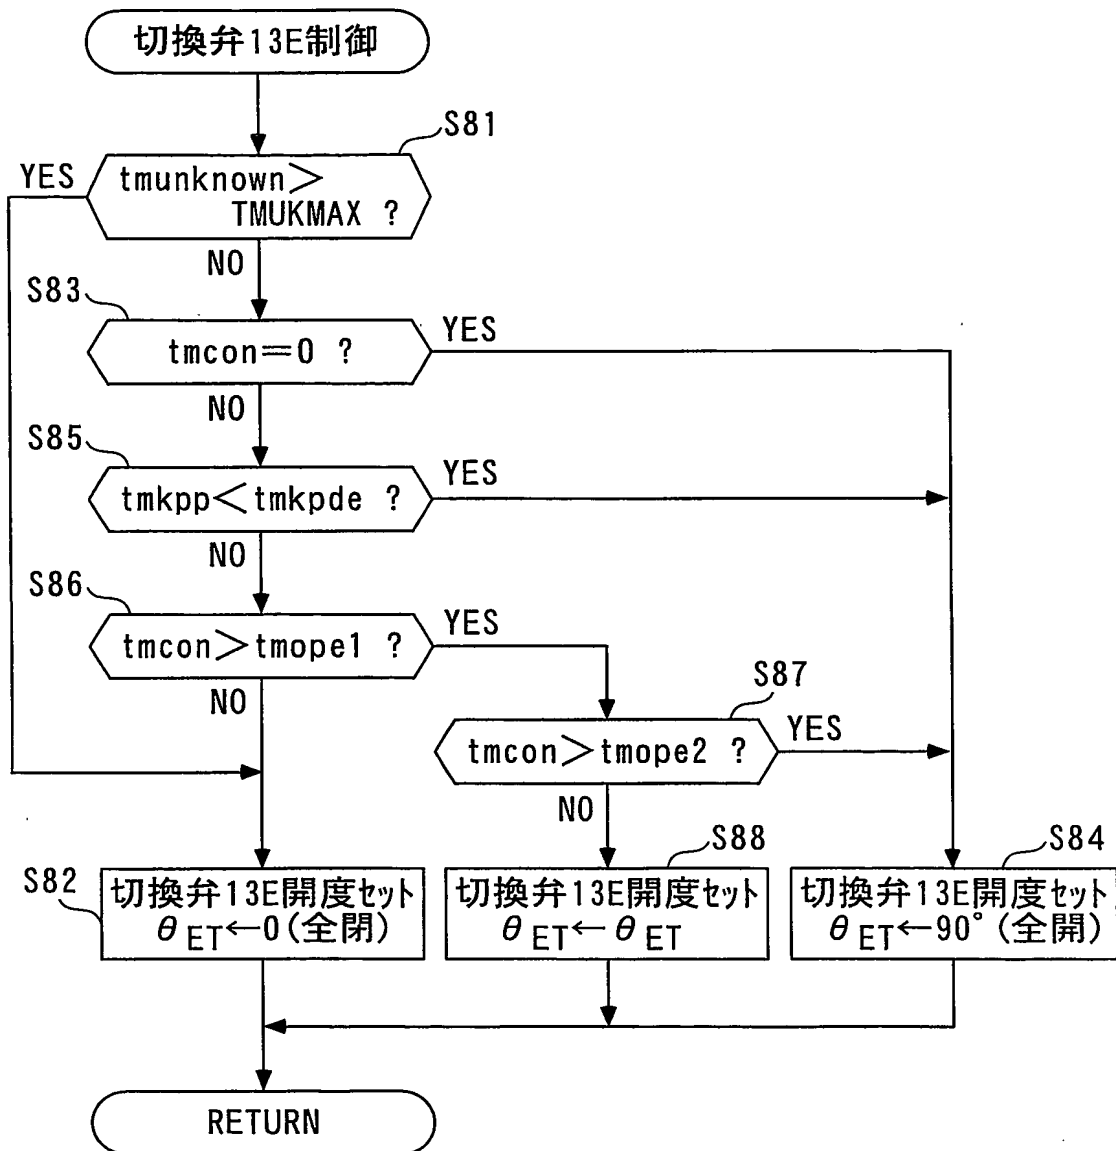 切換弁13E制御
S81
YES
tmunknown>
TMUKMAX ?
NO
S83
YES
tmcon=0 ?
NO
S85
YES
tmkpp<tmkpde ?
NO
S86
YES
tmcon>tmope1 ?
NO
S87
YES
tmcon>tmope2 ?
NO
S82
切換弁13E開度セット
θET←0(全閉)
S88
切換弁13E開度セット
θET←θET
S84
切換弁13E開度セット
θET←90°(全開)
RETURN